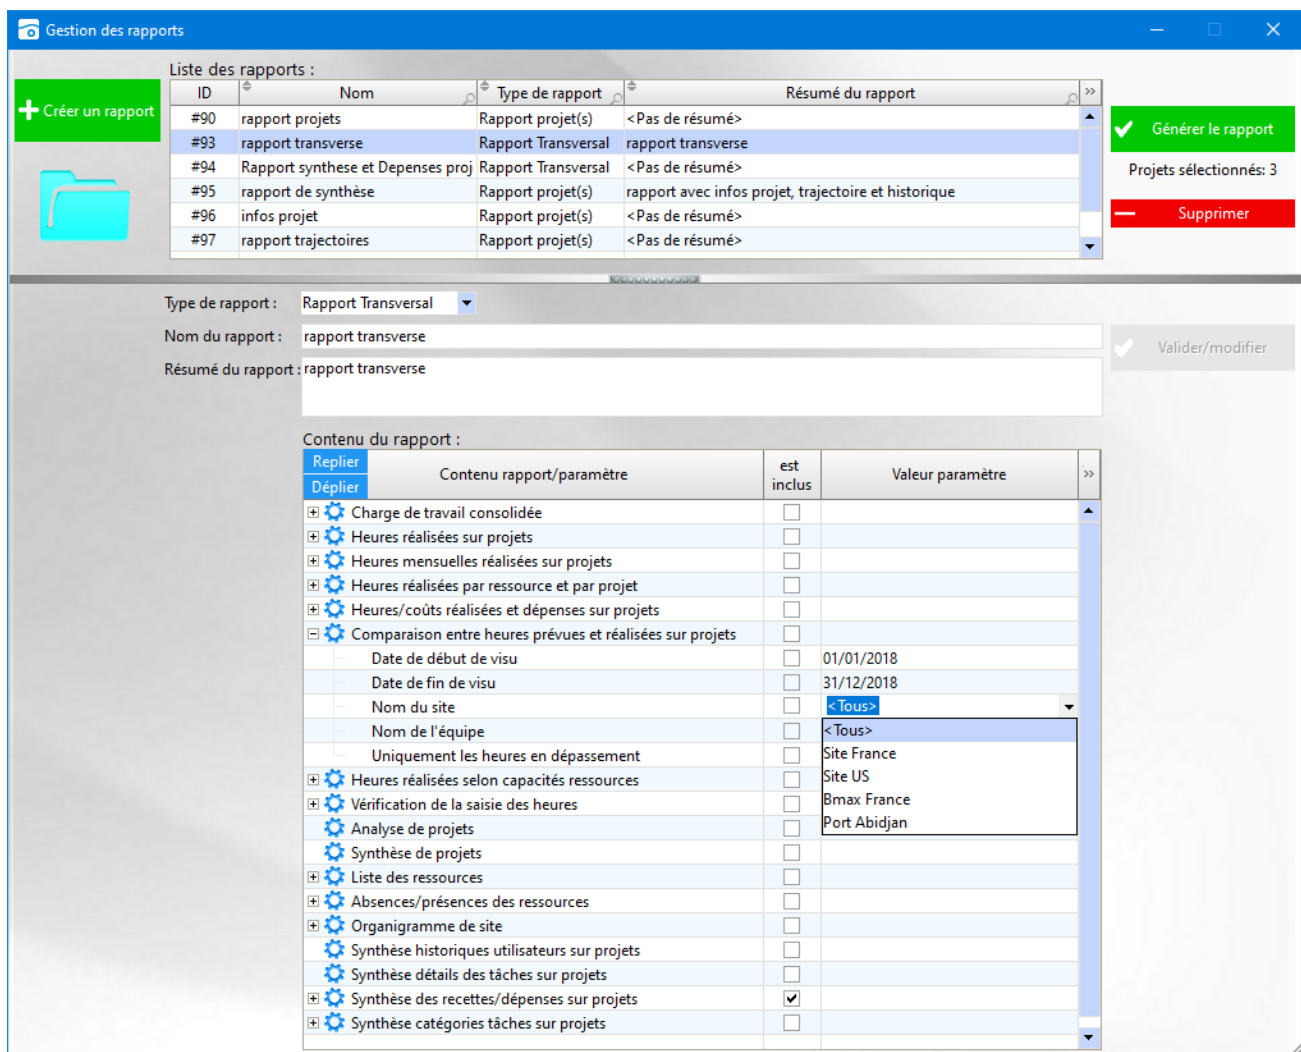 Gestion des rapports
Liste des rapports :
ID Nom Type de rapport Résumé du rapport >>
#90 rapport projets Rapport projet(s) <Pas de résumé>
#93 rapport transverse Rapport Transversal rapport transverse
#94 Rapport synthese et Depenses proj Rapport Transversal <Pas de résumé>
#95 rapport de synthèse Rapport projet(s) rapport avec infos projet, trajectoire et historique
#96 infos projet Rapport projet(s) <Pas de résumé>
#97 rapport trajectoires Rapport projet(s) <Pas de résumé>
Créer un rapport
Générer le rapport
Projets sélectionnés: 3
Supprimer
Type de rapport : Rapport Transversal
Nom du rapport : rapport transverse
Valider/modifier
Résumé du rapport : rapport transverse
Contenu du rapport :
Replier
Déplier
Contenu rapport/paramètre est inclus Valeur paramètre >>
Charge de travail consolidée
Heures réalisées sur projets
Heures mensuelles réalisées sur projets
Heures réalisées par ressource et par projet
Heures/coûts réalisées et dépenses sur projets
Comparaison entre heures prévues et réalisées sur projets
Date de début de visu 01/01/2018
Date de fin de visu 31/12/2018
Nom du site <Tous>
Nom de l'équipe <Tous>
Uniquement les heures en dépassement Site France
Site US
Heures réalisées selon capacités ressources
Bmax France
Vérification de la saisie des heures
Port Abidjan
Analyse de projets
Synthèse de projets
Liste des ressources
Absences/présences des ressources
Organigramme de site
Synthèse historiques utilisateurs sur projets
Synthèse détails des tâches sur projets
Synthèse des recettes/dépenses sur projets
Synthèse catégories tâches sur projets